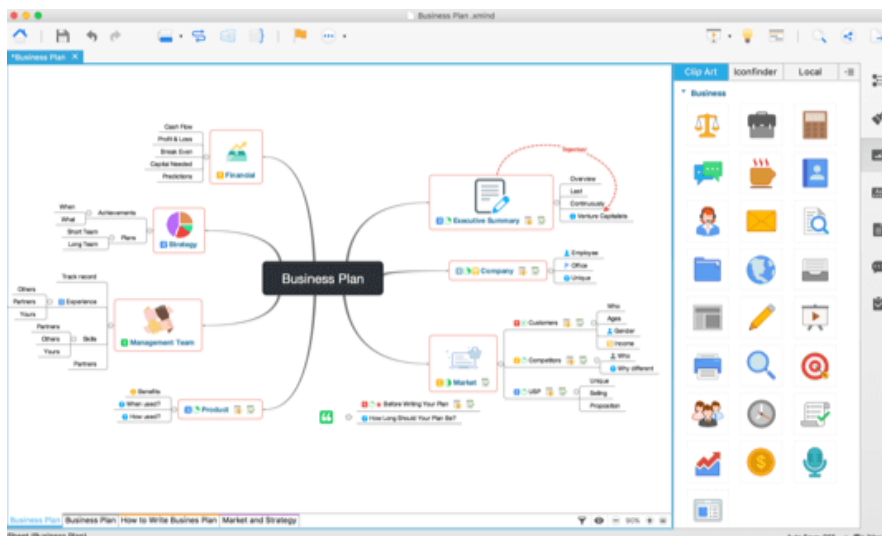 Business Plan .xmind
*Business Plan X
Clip Art Iconfinder Local
Business
Cash Flow
Profit & Loss
Break Even
Capital Needed
Predictions
Financial
When
What
Achievements
Short Team
Long Team
Plans
Strategy
Track record
Others
Partners
Yours
Experience
Partners
Others
Yours
Skills
Partners
Management Team
Benefits
When used?
How used?
Product
Business Plan
Important
Executive Summary
Overview
Last
Continuously
Venture Capitalists
Company
Employee
Office
Unique
Market
Customers
Who
Ages
Gender
Income
Competitors
Who
Why different
USP
Unique
Selling
Proposition
Before Writing Your Plan
How Long Should Your Plan Be?
Business Plan Business Plan How to Write Busines Plan Market and Strategy
90%